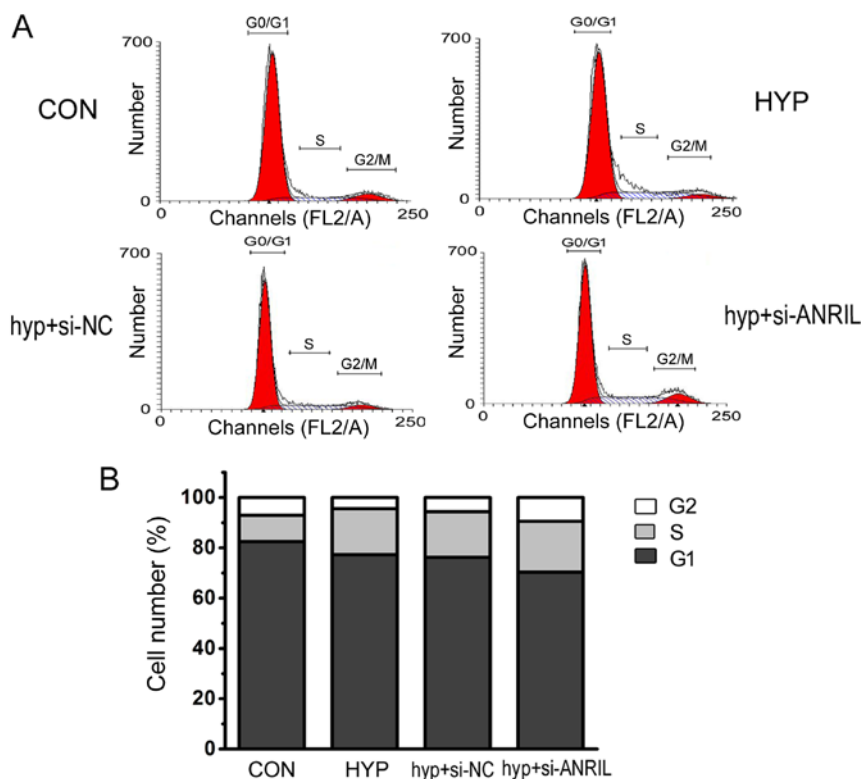 A
CON
G0/G1
700
Number
S
G2/M
0
0
Channels (FL2/A)
250
G0/G1
700
Number
S
G2/M
0
0
Channels (FL2/A)
250
HYP
hyp+si-NC
G0/G1
700
Number
S
G2/M
0
0
Channels (FL2/A)
250
G0/G1
700
Number
S
G2/M
0
0
Channels (FL2/A)
250
hyp+si-ANRIL
B
Cell number (%)
100
80
60
40
20
0
CON
HYP
hyp+si-NC
hyp+si-ANRIL
G2
S
G1